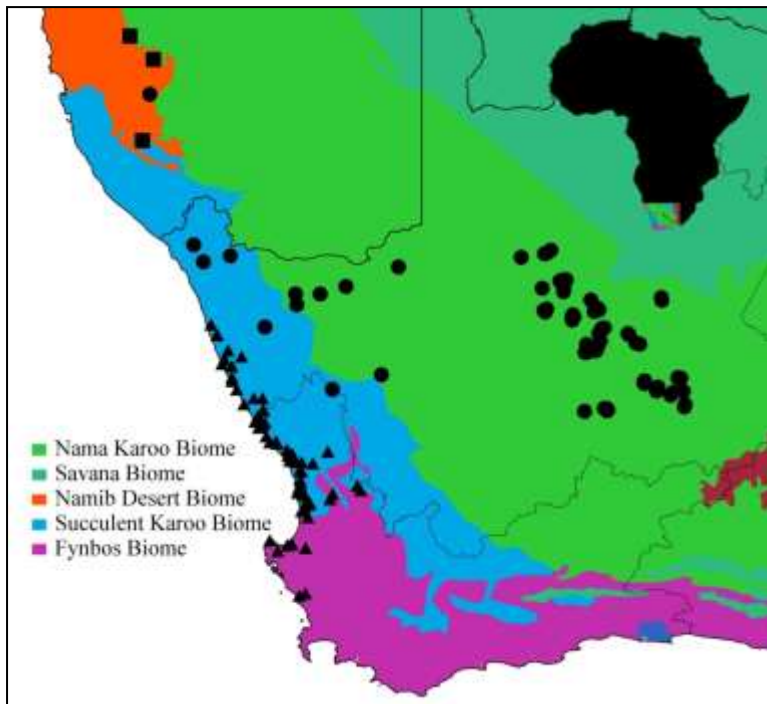 Nama Karoo Biome
Savana Biome
Namib Desert Biome
Succulent Karoo Biome
Fynbos Biome